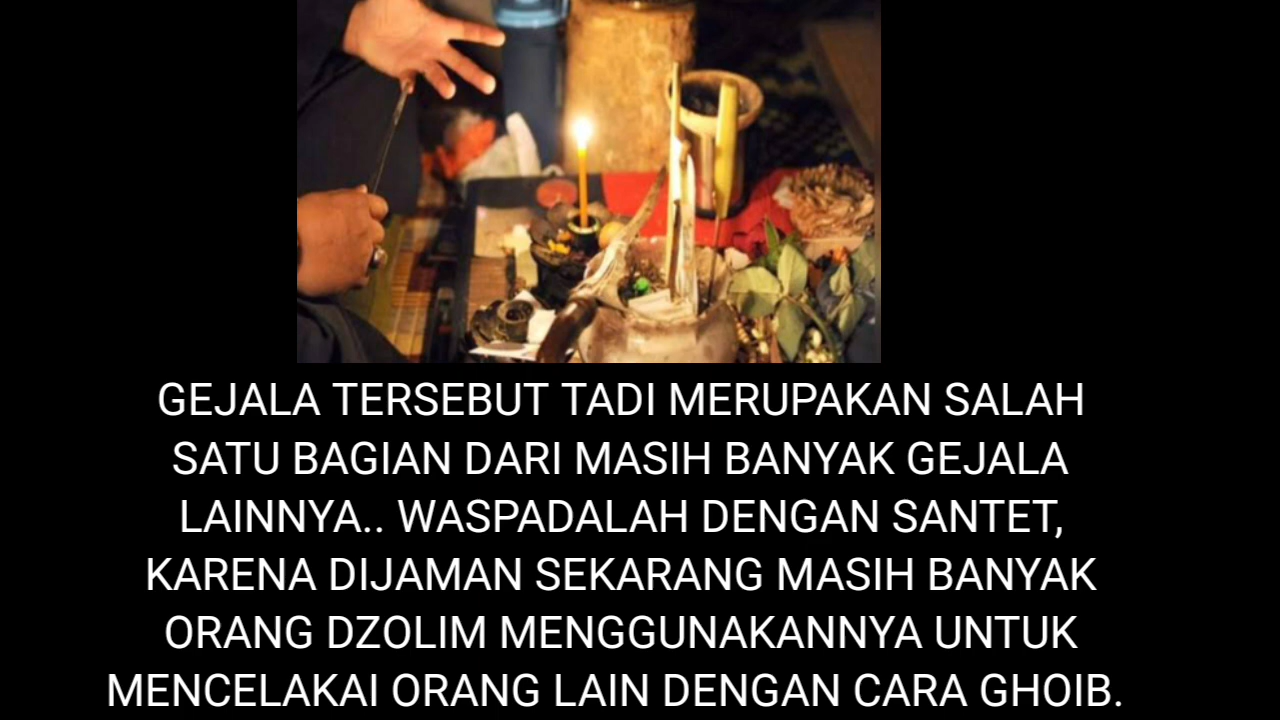 GEJALA TERSEBUT TADI MERUPAKAN SALAH
SATU BAGIAN DARI MASIH BANYAK GEJALA
LAINNYA.. WASPADALAH DENGAN SANTET,
KARENA DIJAMAN SEKARANG MASIH BANYAK
ORANG DZOLIM MENGGUNAKANNYA UNTUK
MENCELAKAI ORANG LAIN DENGAN CARA GHOIB.